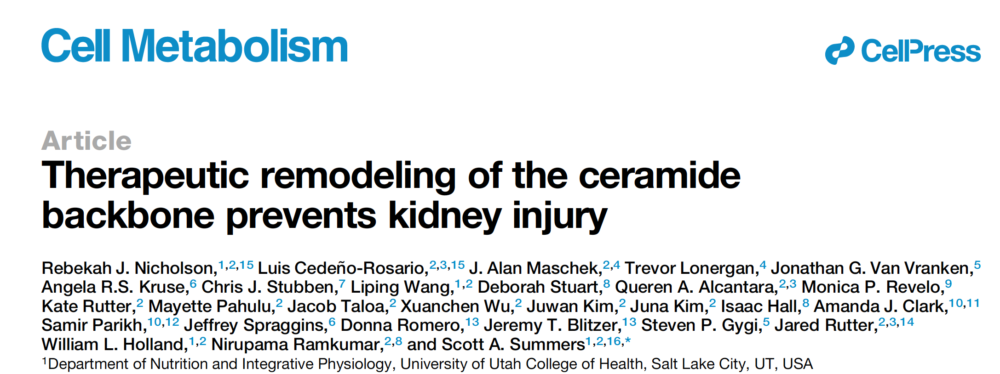 Cell Metabolism
CellPress
Article
Therapeutic remodeling of the ceramide
backbone prevents kidney injury
Rebekah J. Nicholson,1,2,15 Luis Cedeño-Rosario,2,3,15 J. Alan Maschek,2,4 Trevor Lonergan,4 Jonathan G. Van Vranken,5
Angela R.S. Kruse,6 Chris J. Stubben,7 Liping Wang,1,2 Deborah Stuart,8 Queren A. Alcantara,2,3 Monica P. Revelo,9
Kate Rutter,2 Mayette Pahulu,2 Jacob Taloa,2 Xuanchen Wu,2 Juwan Kim,2 Juna Kim,2 Isaac Hall,8 Amanda J. Clark,10,11
Samir Parikh,10,12 Jeffrey Spraggins,6 Donna Romero,13 Jeremy T. Blitzer,13 Steven P. Gygi,5 Jared Rutter,2,3,14
William L. Holland,1,2 Nirupama Ramkumar,2,8 and Scott A. Summers1,2,16,*
1Department of Nutrition and Integrative Physiology, University of Utah College of Health, Salt Lake City, UT, USA